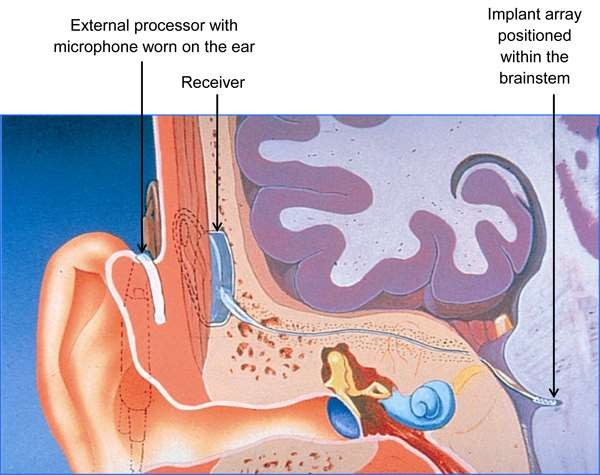 External processor with
microphone worn on the ear
Receiver
Implant array
positioned
within the
brainstem